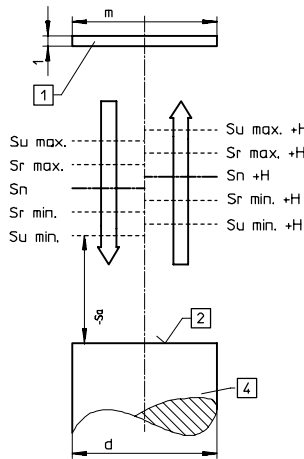 m
1
1
Su max. +H
Su max.
Sr max. +H
Sr max.
Sn +H
Sn
Sr min. +H
Sr min.
Su min. +H
Su min.
-Sa
2
4
d